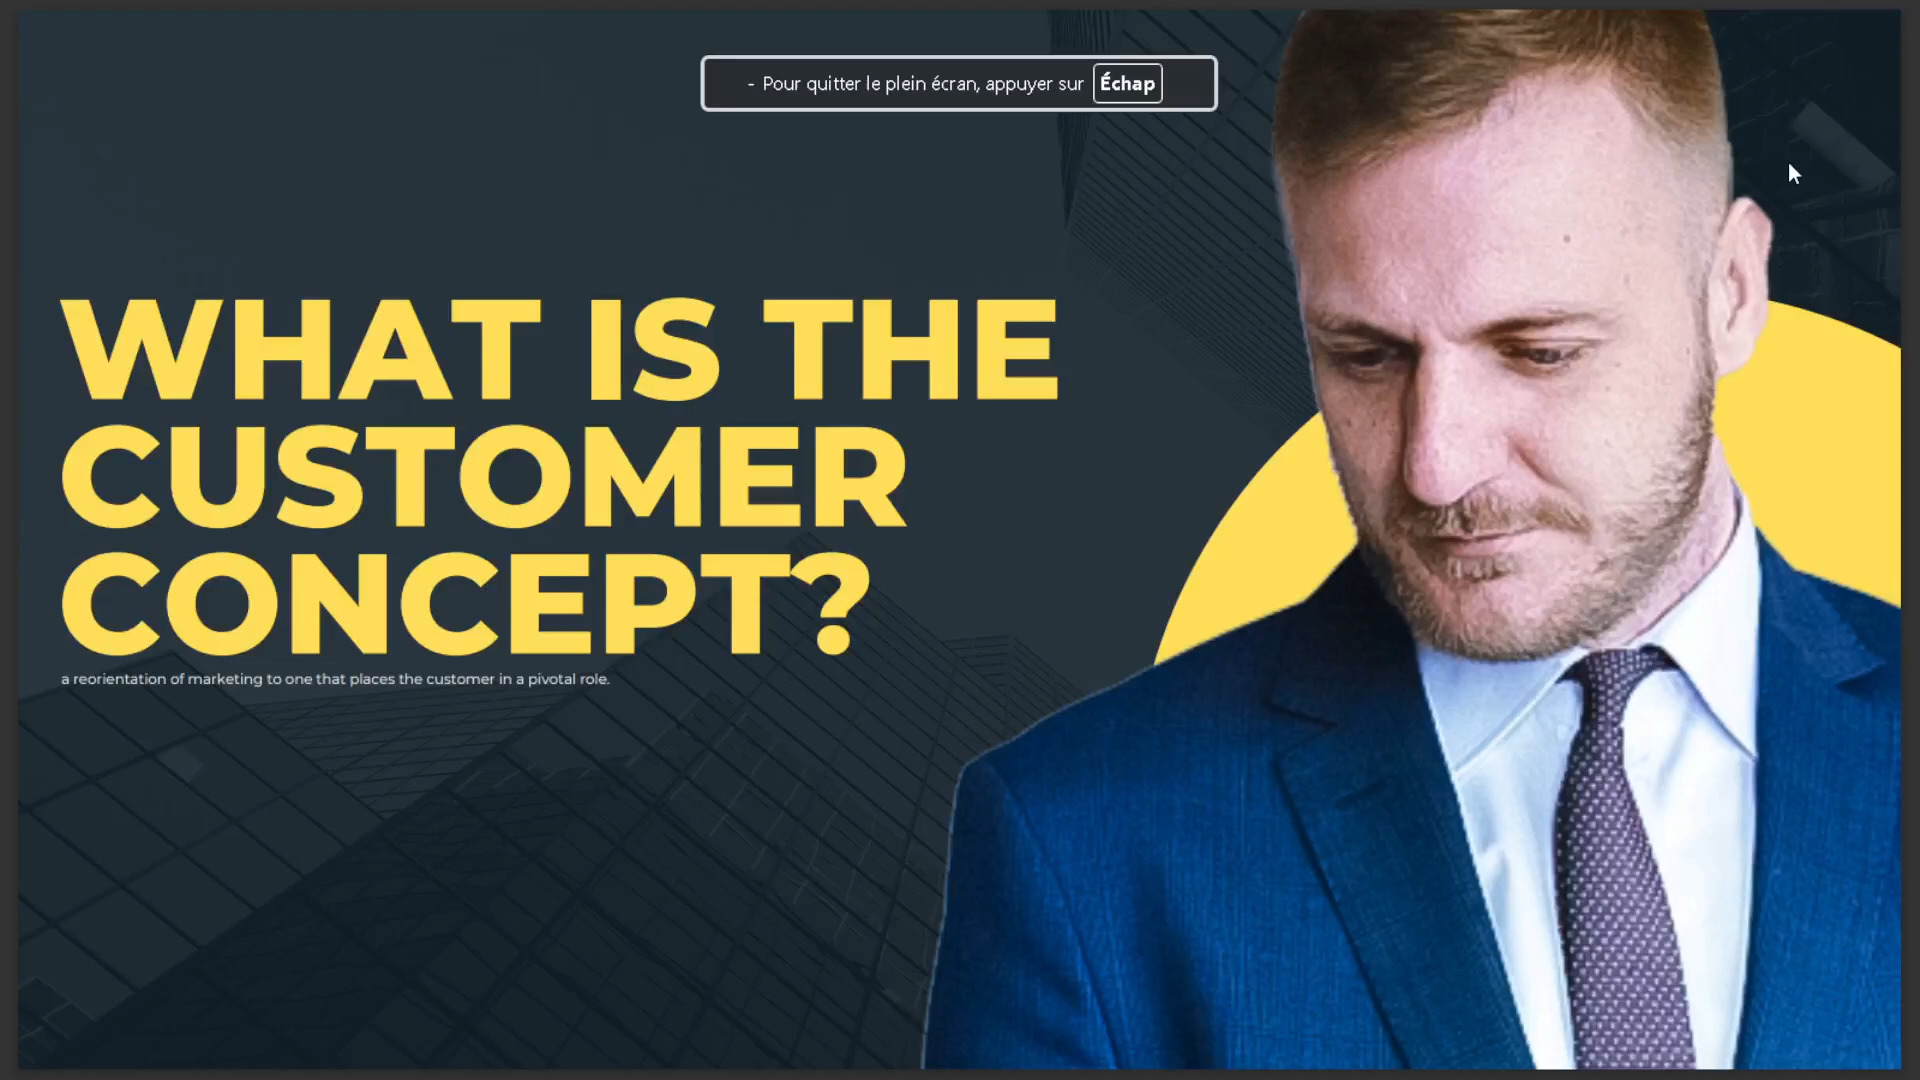 - Pour quitter le plein écran, appuyer sur Échap
WHAT IS THE
CUSTOMER
CONCEPT?
a reorientation of marketing to one that places the customer in a pivotal role.